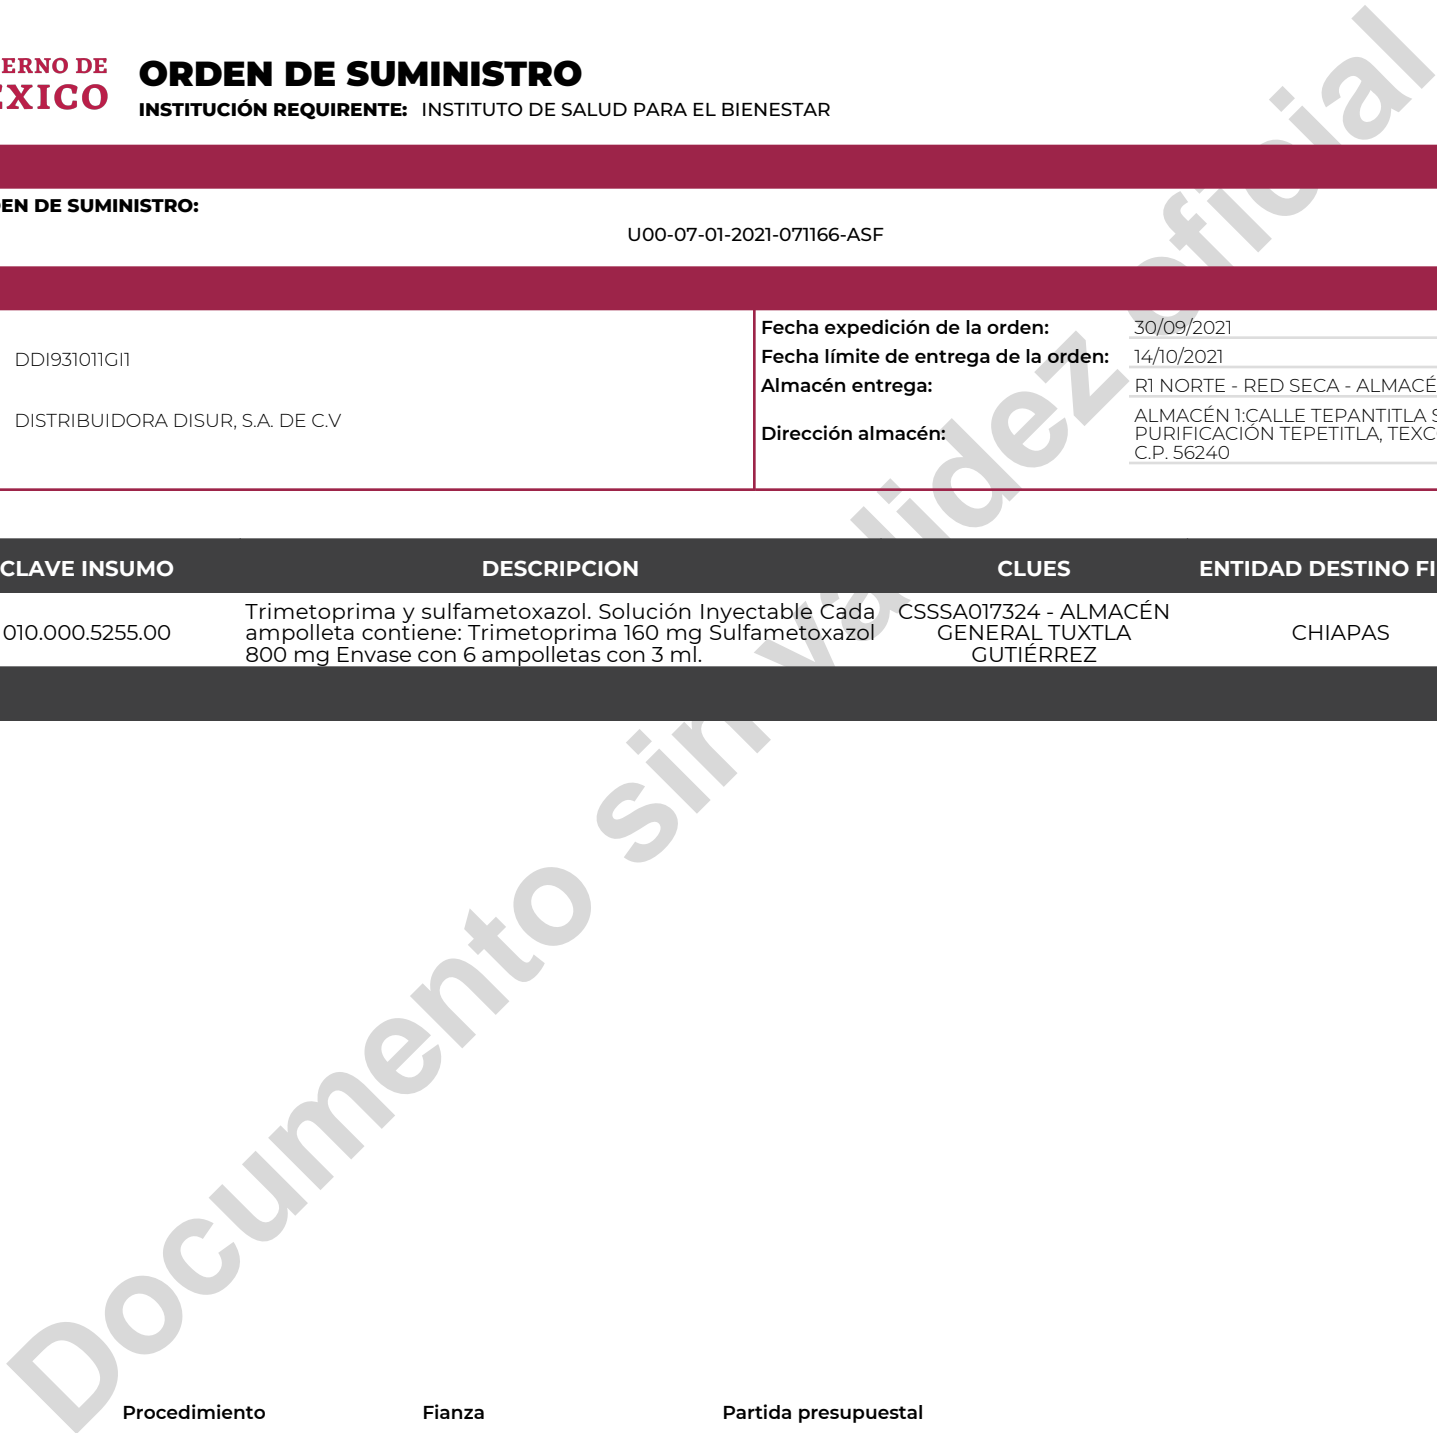 ERNO DE
ÉXICO
ORDEN DE SUMINISTRO
INSTITUCIÓN REQUIRENTE: INSTITUTO DE SALUD PARA EL BIENESTAR
EN DE SUMINISTRO:
U00-07-01-2021-071166-ASF
DDI931011GI1
DISTRIBUIDORA DISUR, S.A. DE C.V
Fecha expedición de la orden: 30/09/2021
Fecha límite de entrega de la orden: 14/10/2021
Almacén entrega: R1 NORTE - RED SECA - ALMACÉ
Dirección almacén: ALMACÉN 1:CALLE TEPANTITLA S
PURIFICACIÓN TEPETITLA, TEXC
C.P. 56240
CLAVE INSUMO DESCRIPCION CLUES ENTIDAD DESTINO FI
010.000.5255.00
Trimetoprima y sulfametoxazol. Solución Inyectable Cada
ampolleta contiene: Trimetoprima 160 mg Sulfametoxazol
800 mg Envase con 6 ampolletas con 3 ml.
CSSSA017324 - ALMACÉN
GENERAL TUXTLA
GUTIÉRREZ
CHIAPAS
Documento sin validez oficial
Procedimiento Fianza Partida presupuestal